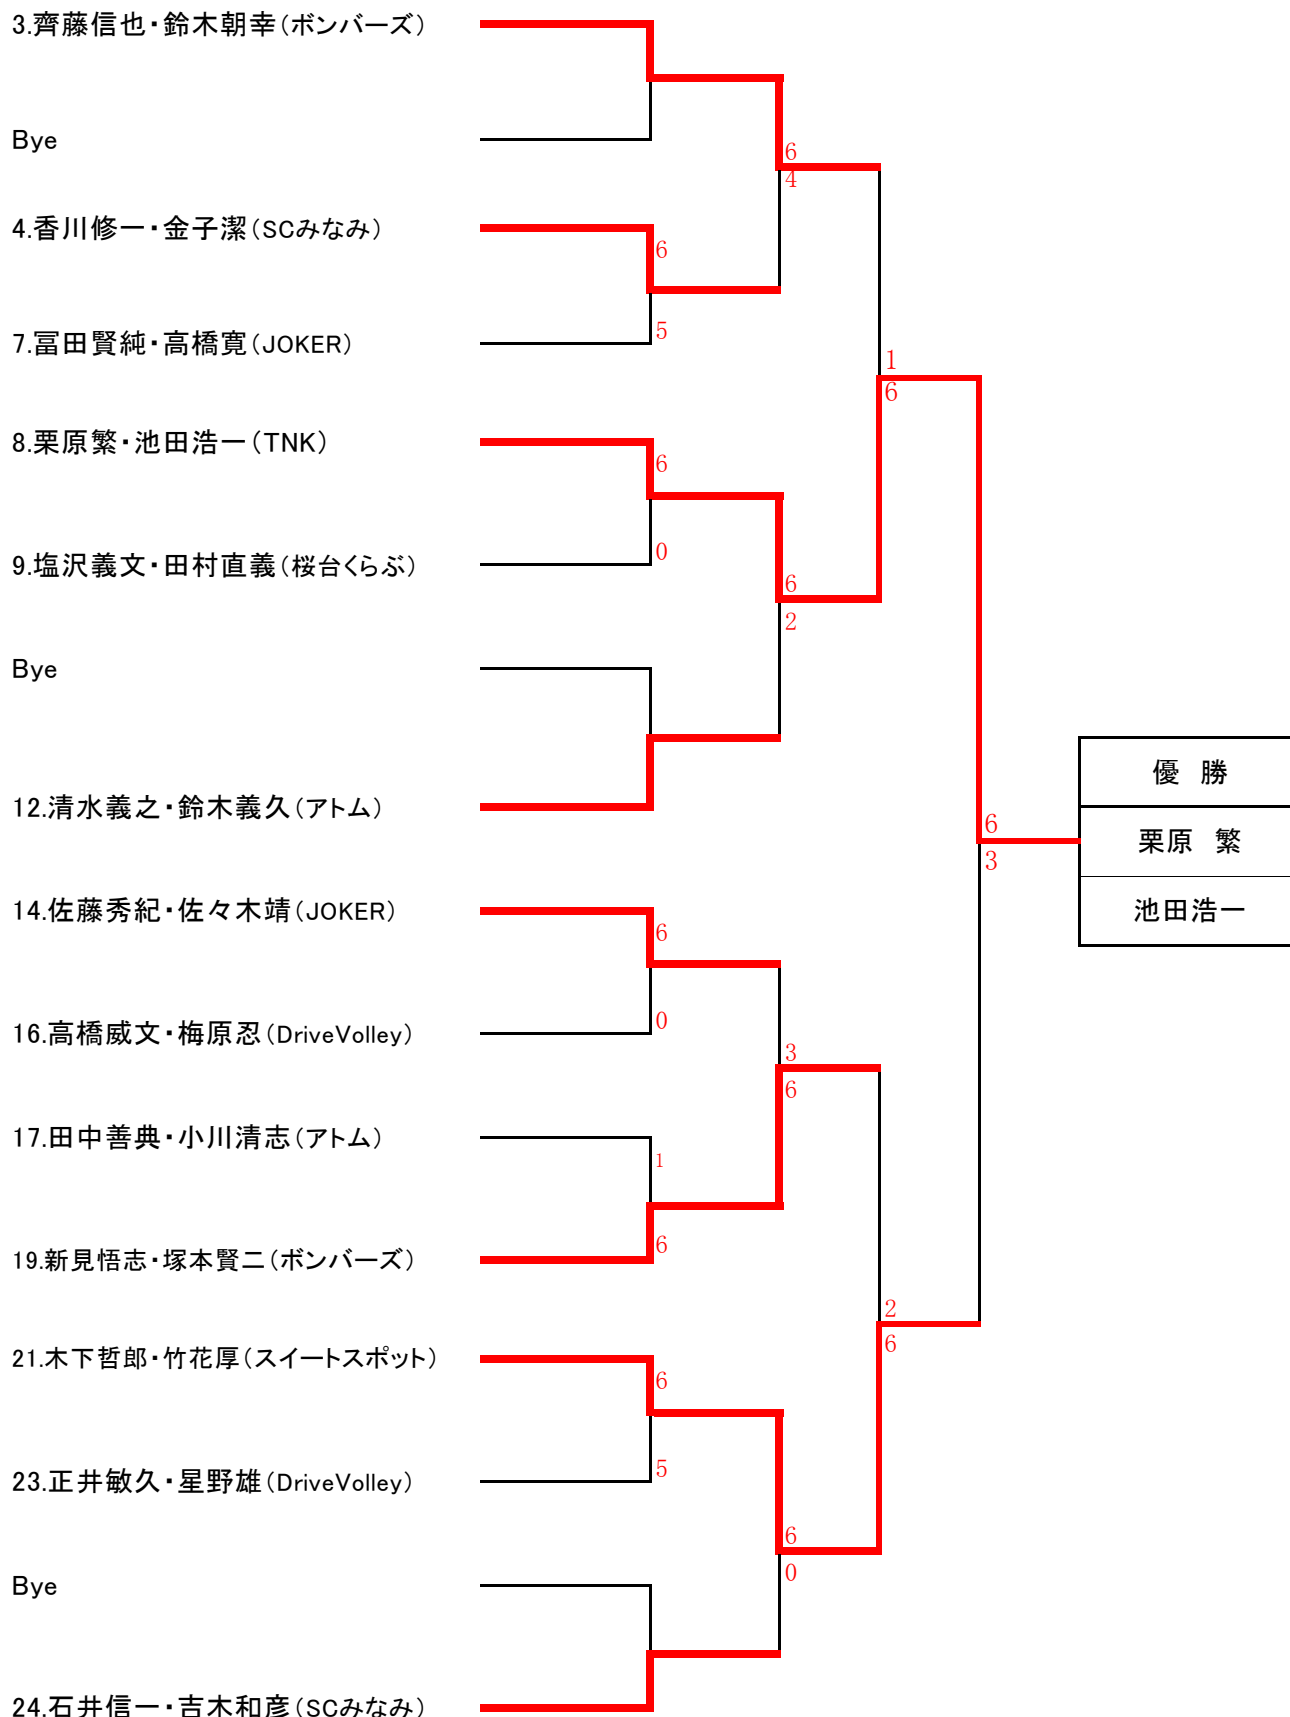 3.齊藤信也・鈴木朝幸（ボンバーズ）
Bye
6
4
4.香川修一・金子潔（SCみなみ）
6
5
7.冨田賢純・高橋寛（JOKER）
1
6
8.栗原繁・池田浩一（TNK）
6
0
9.塩沢義文・田村直義（桜台くらぶ）
6
2
Bye
12.清水義之・鈴木義久（アトム）
優 勝
栗原 繁
池田浩一
6
3
14.佐藤秀紀・佐々木靖（JOKER）
6
0
16.高橋威文・梅原忍（DriveVolley）
3
6
17.田中善典・小川清志（アトム）
1
6
19.新見悟志・塚本賢二（ボンバーズ）
2
6
21.木下哲郎・竹花厚（スイートスポット）
6
5
23.正井敏久・星野雄（DriveVolley）
6
0
Bye
24.石井信一・吉木和彦（SCみなみ）